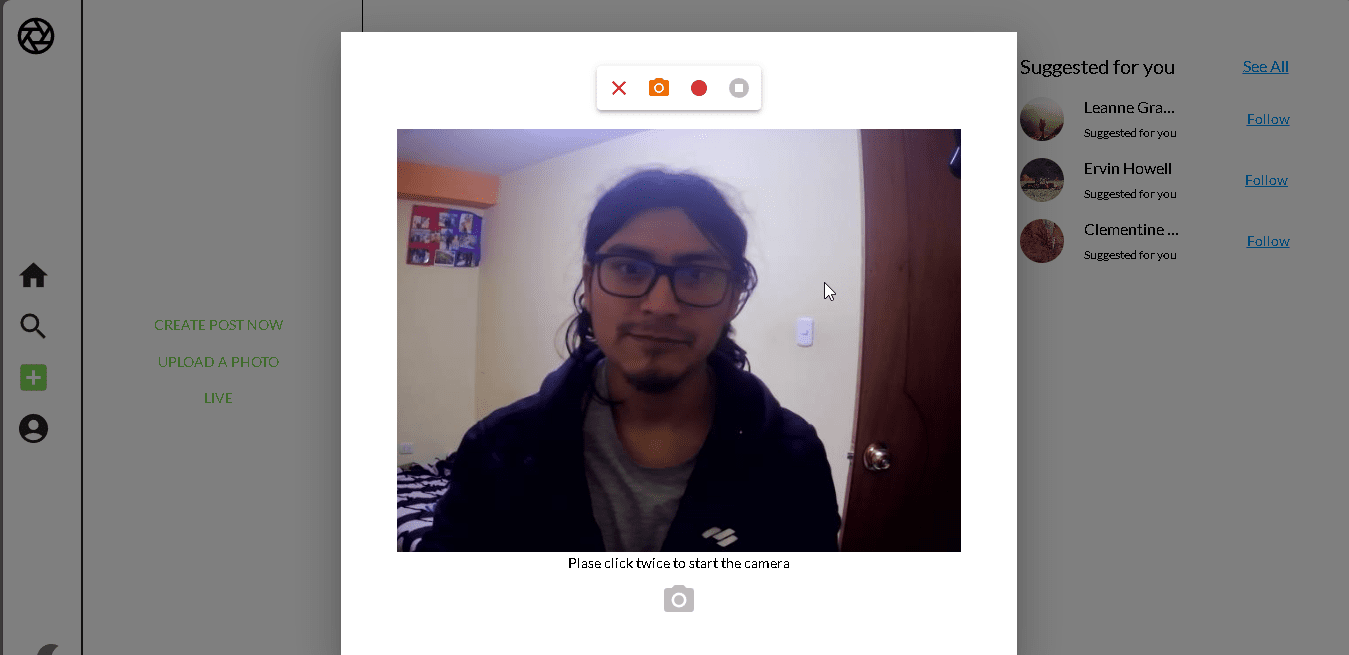 CREATE POST NOW
UPLOAD A PHOTO
LIVE
Plase click twice to start the camera
Suggested for you
See All
Leanne Gra...
Suggested for you
Follow
Ervin Howell
Suggested for you
Follow
Clementine ...
Suggested for you
Follow